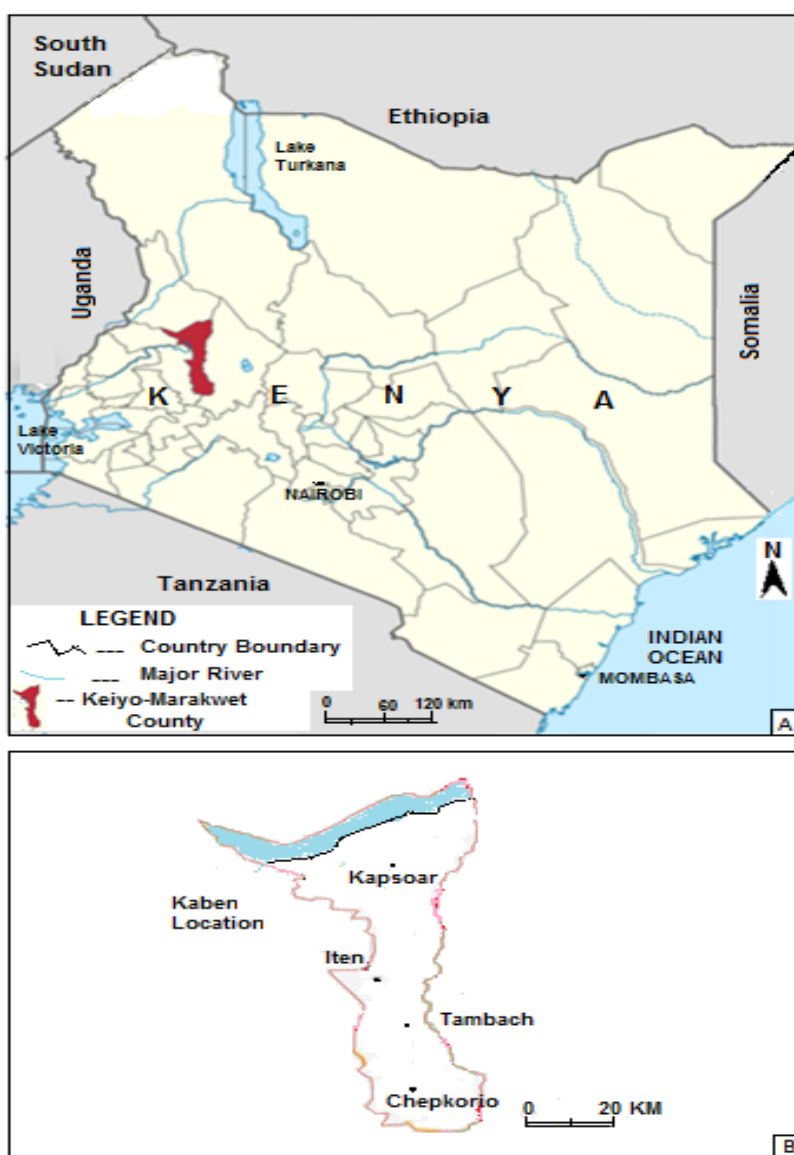 South
Sudan
Ethiopia
Lake
Turkana
Uganda
Somalia
K E N Y A
Lake
Victoria
NAIROBI
Tanzania
N
INDIAN
OCEAN
MOMBASA
LEGEND
--- Country Boundary
--- Major River
-- Keiyo-Marakwet
County
0 60 120 km
A
Kapsoar
Kaben
Location
Iten
Tambach
Chepkorio
0 20 KM
B